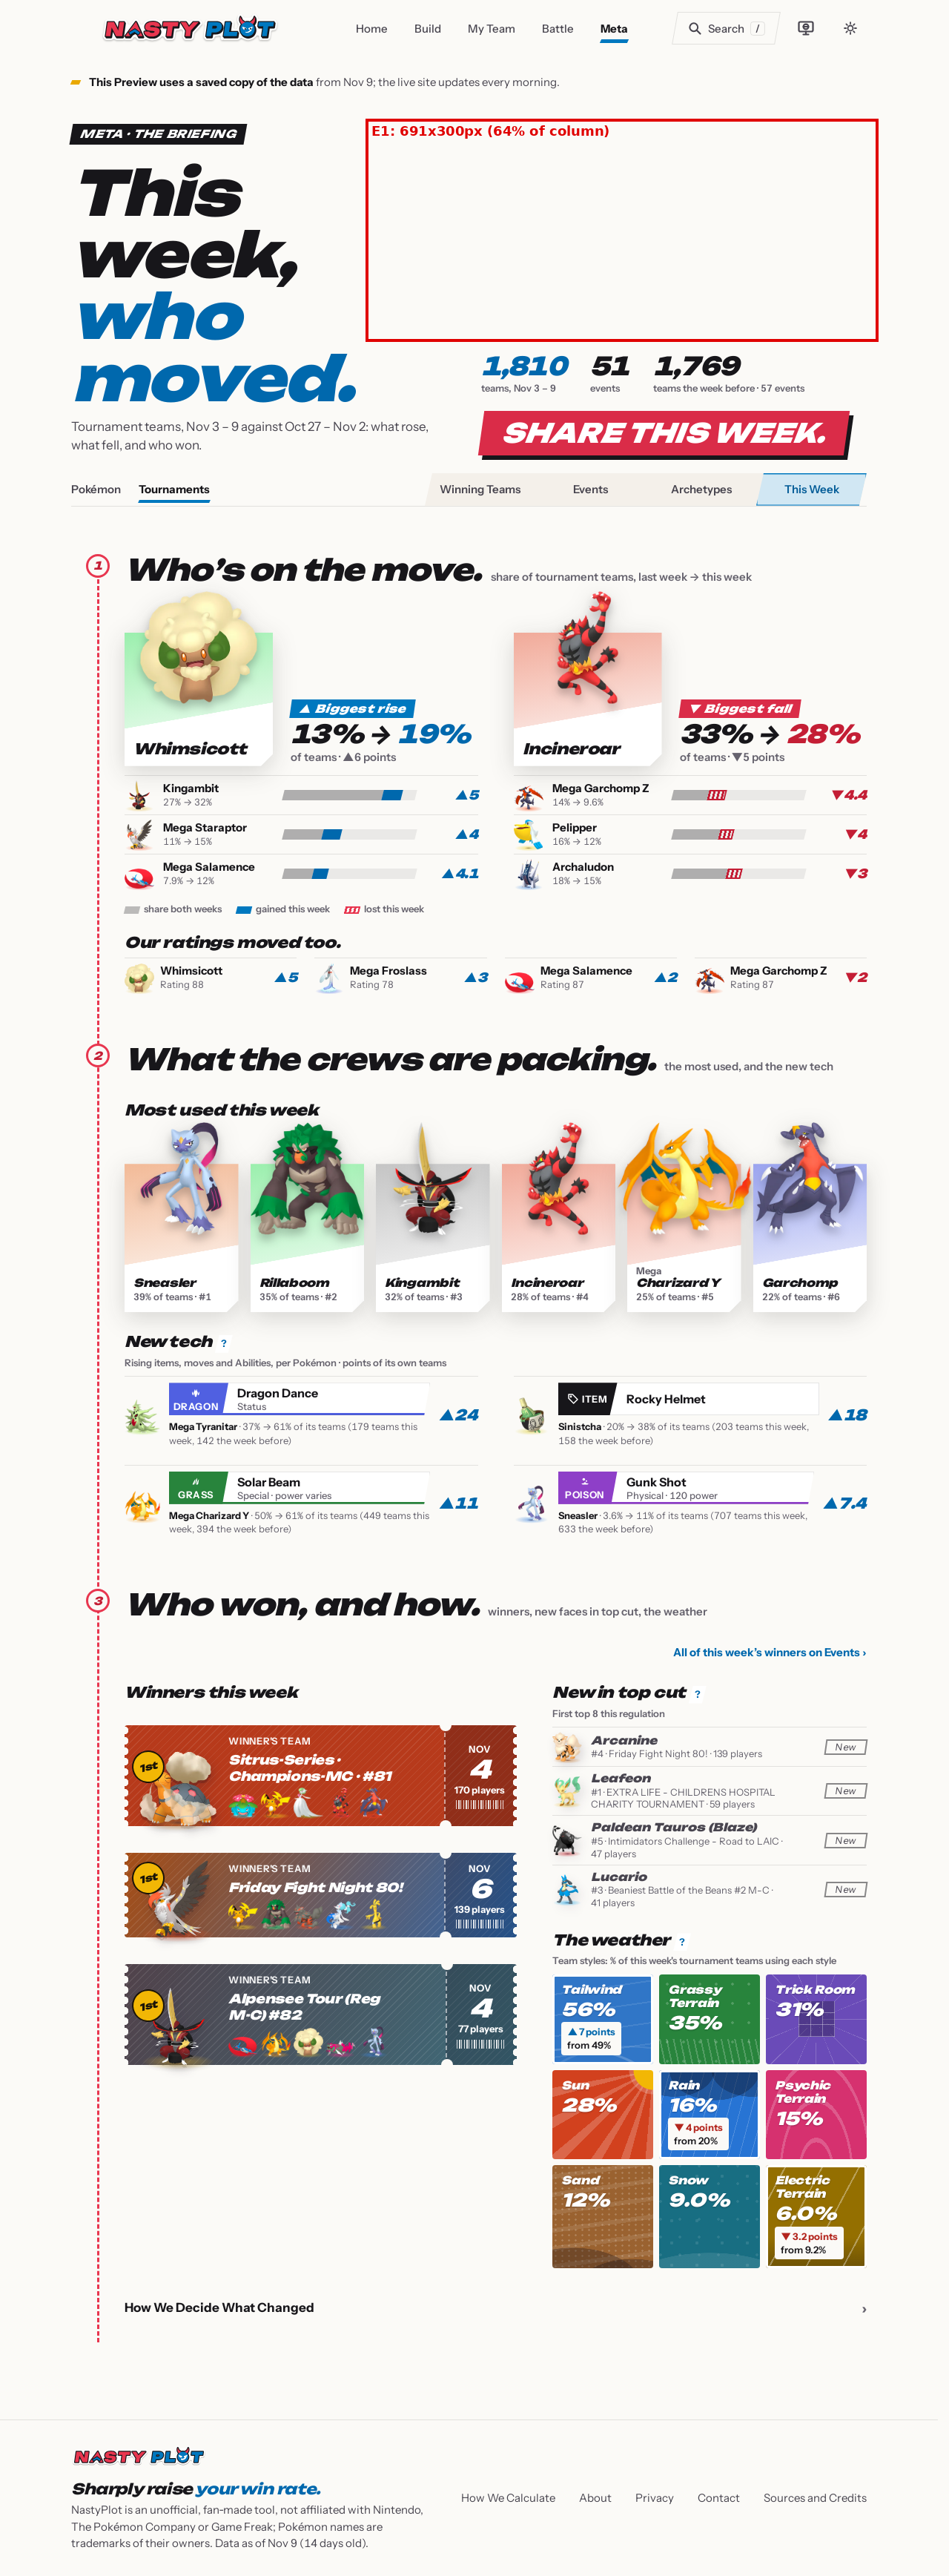 NASTY PLOT
Home
Build
My Team
Battle
Meta
Search /
This Preview uses a saved copy of the data from Nov 9; the live site updates every morning.
META · THE BRIEFING
E1: 691x300px (64% of column)
This
week,
who
moved.
Tournament teams, Nov 3 – 9 against Oct 27 – Nov 2: what rose,
what fell, and who won.
1,810
teams, Nov 3 – 9
51
events
1,769
teams the week before · 57 events
SHARE THIS WEEK.
Pokémon
Tournaments
Winning Teams
Events
Archetypes
This Week
1
Who's on the move. share of tournament teams, last week → this week
Whimsicott
▲ Biggest rise
13% → 19%
of teams · ▲6 points
Kingambit
27% → 32%
▲5
Mega Staraptor
11% → 15%
▲4
Mega Salamence
7.9% → 12%
▲4.1
Incineroar
▼ Biggest fall
33% → 28%
of teams · ▼5 points
Mega Garchomp Z
14% → 9.6%
▼4.4
Pelipper
16% → 12%
▼4
Archaludon
18% → 15%
▼3
share both weeks
gained this week
lost this week
Our ratings moved too.
Whimsicott
Rating 88
▲5
Mega Froslass
Rating 78
▲3
Mega Salamence
Rating 87
▲2
Mega Garchomp Z
Rating 87
▼2
2
What the crews are packing. the most used, and the new tech
Most used this week
Sneasler
39% of teams · #1
Rillaboom
35% of teams · #2
Kingambit
32% of teams · #3
Incineroar
28% of teams · #4
Mega
Charizard Y
25% of teams · #5
Garchomp
22% of teams · #6
New tech ?
Rising items, moves and Abilities, per Pokémon · points of its own teams
DRAGON
Dragon Dance
Status
Mega Tyranitar · 37% → 61% of its teams (179 teams this
week, 142 the week before)
▲24
ITEM
Rocky Helmet
Sinistcha · 20% → 38% of its teams (203 teams this week,
158 the week before)
▲18
GRASS
Solar Beam
Special · power varies
Mega Charizard Y · 50% → 61% of its teams (449 teams this
week, 394 the week before)
▲11
POISON
Gunk Shot
Physical · 120 power
Sneasler · 3.6% → 11% of its teams (707 teams this week,
633 the week before)
▲7.4
3
Who won, and how. winners, new faces in top cut, the weather
All of this week's winners on Events ›
Winners this week
1st
WINNER'S TEAM
Sitrus-Series ·
Champions-MC · #81
NOV
4
170 players
1st
WINNER'S TEAM
Friday Fight Night 80!
NOV
6
139 players
1st
WINNER'S TEAM
Alpensee Tour (Reg
M-C) #82
NOV
4
77 players
New in top cut ?
First top 8 this regulation
Arcanine
#4 · Friday Fight Night 80! · 139 players
New
Leafeon
#1 · EXTRA LIFE - CHILDRENS HOSPITAL
CHARITY TOURNAMENT · 59 players
New
Paldean Tauros (Blaze)
#5 · Intimidators Challenge - Road to LAIC ·
47 players
New
Lucario
#3 · Beaniest Battle of the Beans #2 M-C ·
41 players
New
The weather ?
Team styles: % of this week's tournament teams using each style
Tailwind
56%
▲ 7 points
from 49%
Grassy
Terrain
35%
Trick Room
31%
Sun
28%
Rain
16%
▼ 4 points
from 20%
Psychic
Terrain
15%
Sand
12%
Snow
9.0%
Electric
Terrain
6.0%
▼ 3.2 points
from 9.2%
How We Decide What Changed ›
NASTY PLOT
Sharply raise your win rate.
NastyPlot is an unofficial, fan-made tool, not affiliated with Nintendo,
The Pokémon Company or Game Freak; Pokémon names are
trademarks of their owners. Data as of Nov 9 (14 days old).
How We Calculate
About
Privacy
Contact
Sources and Credits